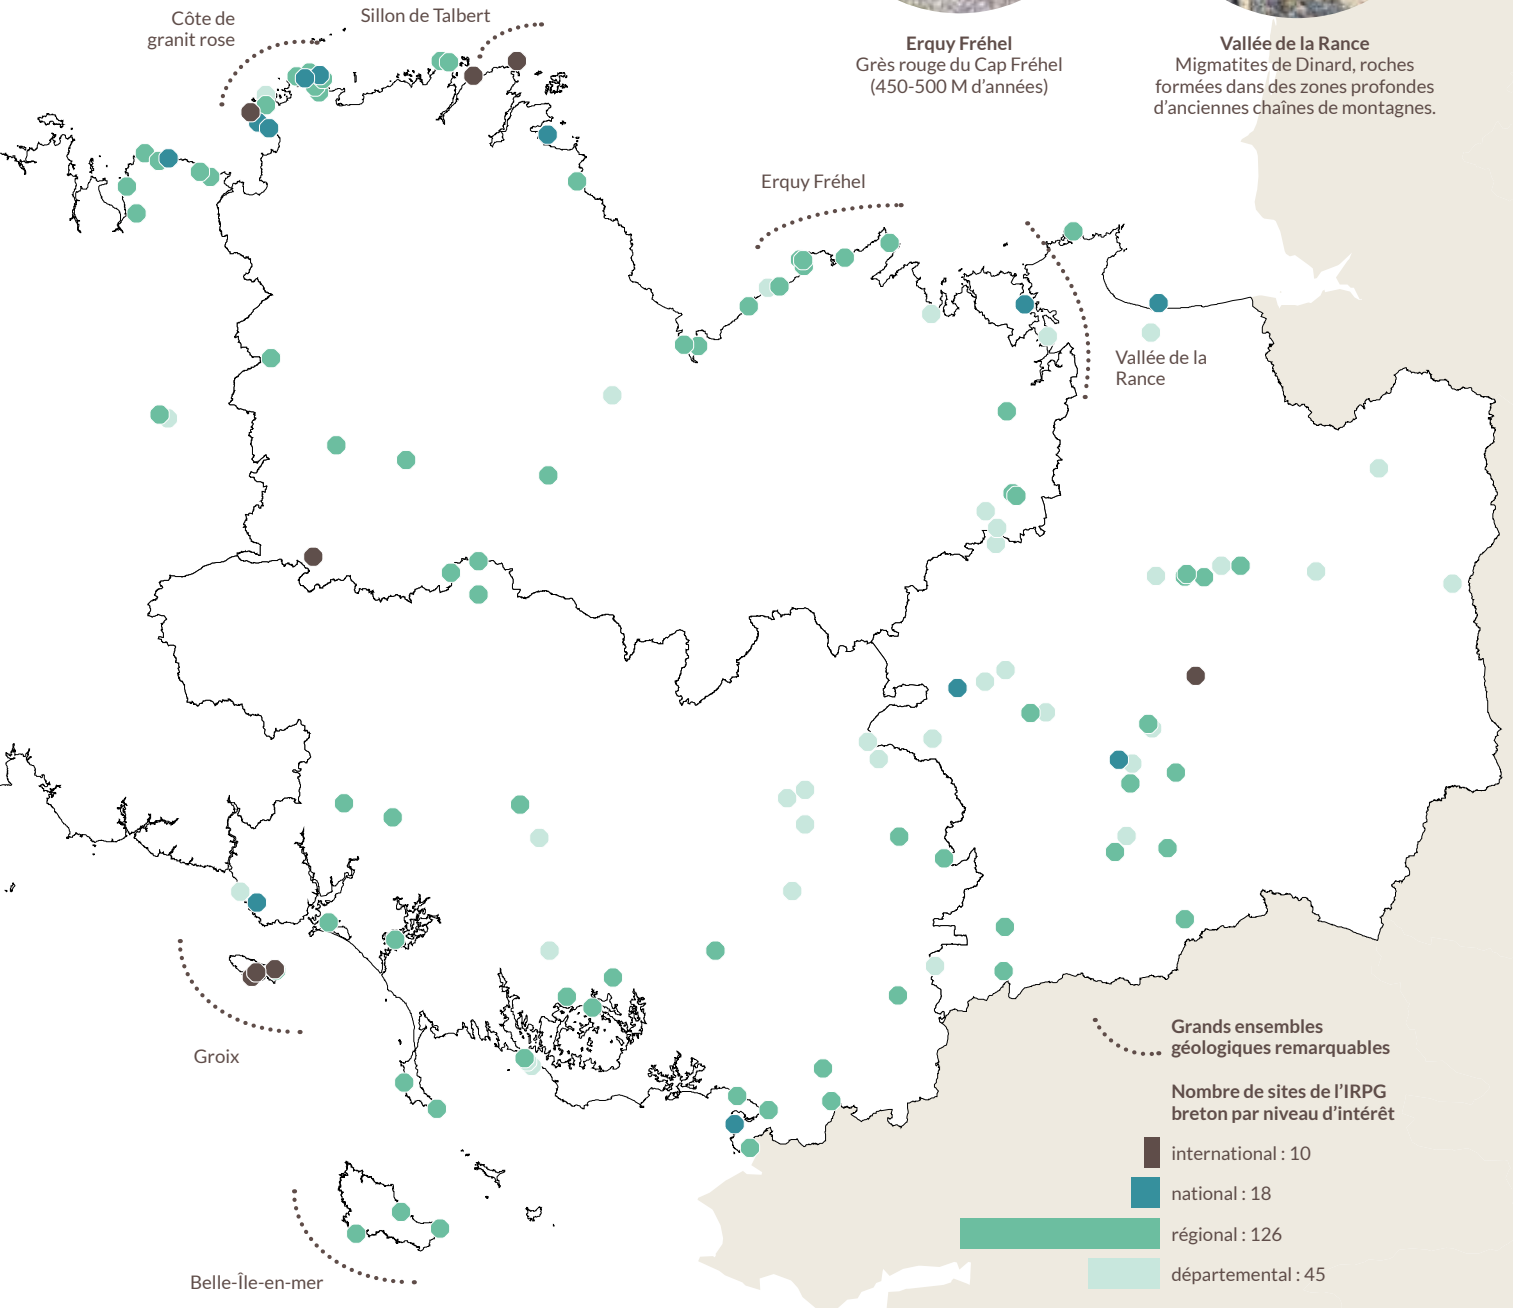 Côte de
granit rose
Sillon de Talbert
Erquy Fréhel
Grès rouge du Cap Fréhel
(450-500 M d’années)
Vallée de la Rance
Migmatites de Dinard, roches
formées dans des zones profondes
d’anciennes chaînes de montagnes.
Erquy Fréhel
Vallée de la
Rance
Groix
Belle-Île-en-mer
Grands ensembles
géologiques remarquables
Nombre de sites de l’IRPG
breton par niveau d’intérêt
international : 10
national : 18
régional : 126
départemental : 45